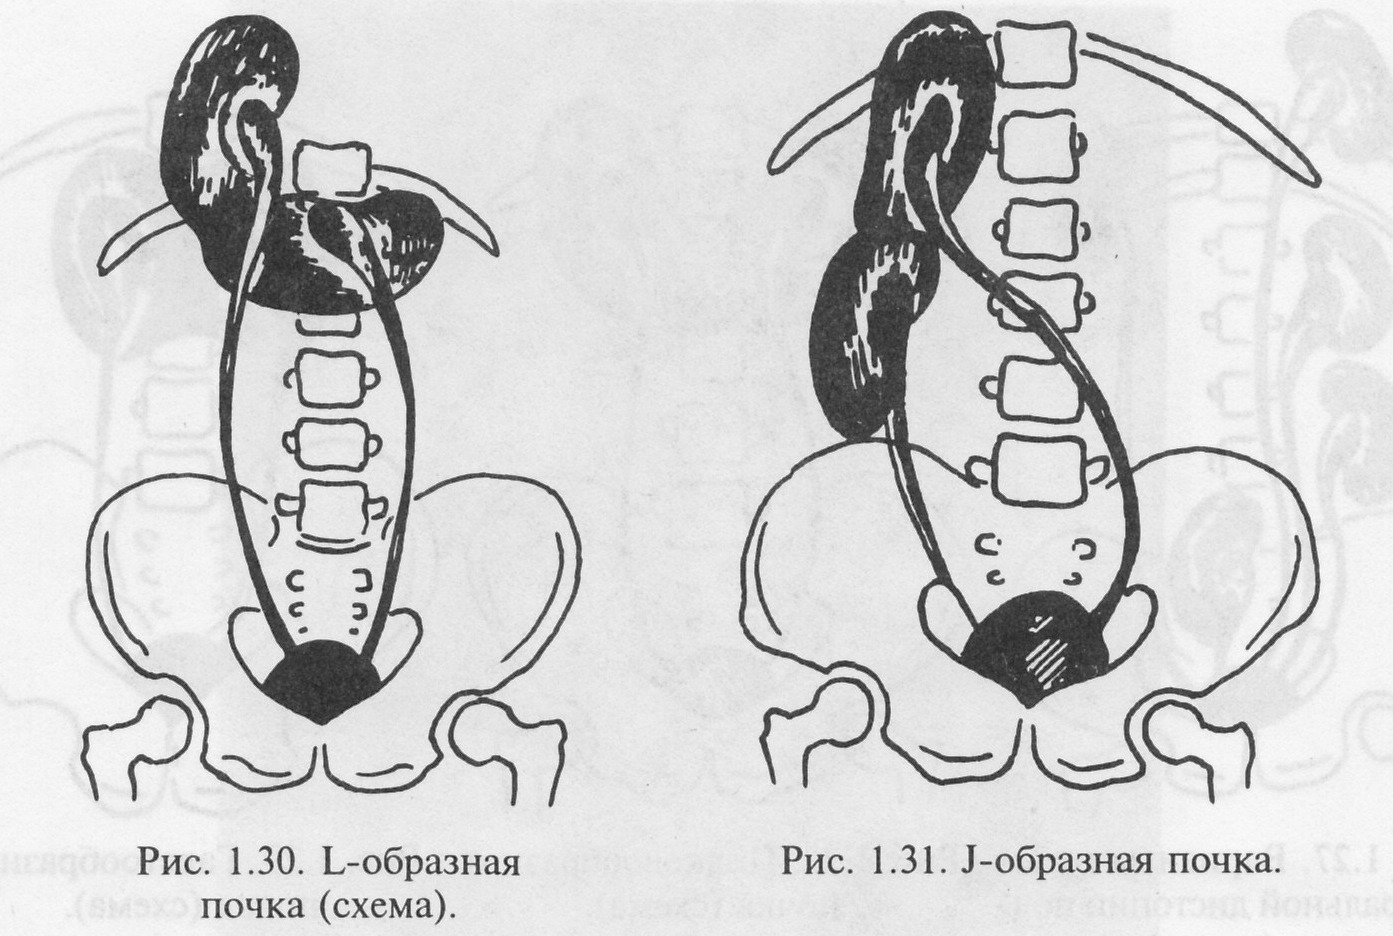 Рис. 1.30. L-образная
почка (схема).
Рис. 1.31. J-образная почка.